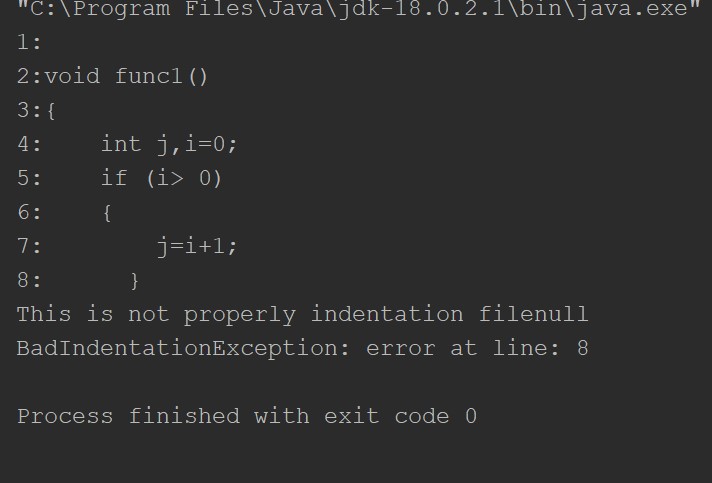 "C:\Program Files\Java\jdk-18.0.2.1\bin\java.exe"
1:
2:void func1()
3:{
4:    int j,i=0;
5:    if (i> 0)
6:    {
7:        j=i+1;
8:      }
This is not properly indentation filenull
BadIndentationException: error at line: 8
Process finished with exit code 0